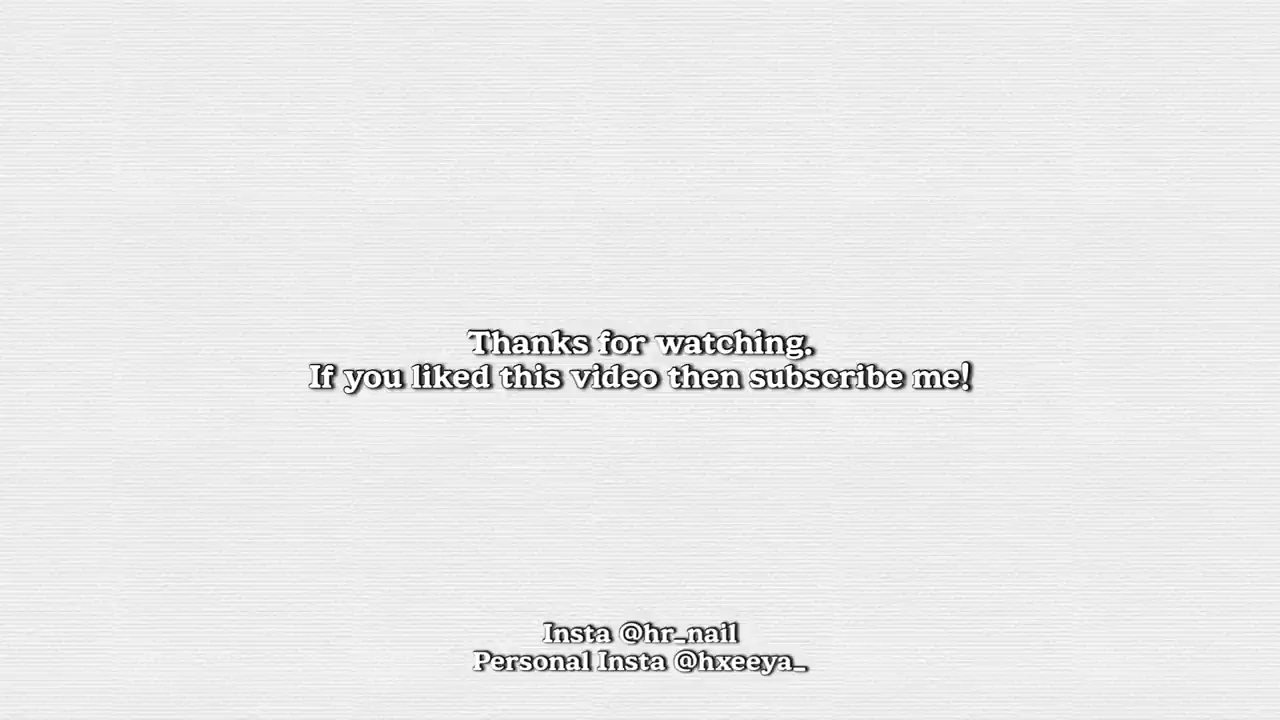 Thanks for watching.
If you liked this video then subscribe me!
Insta @hr_nail
Personal Insta @hxeeya_